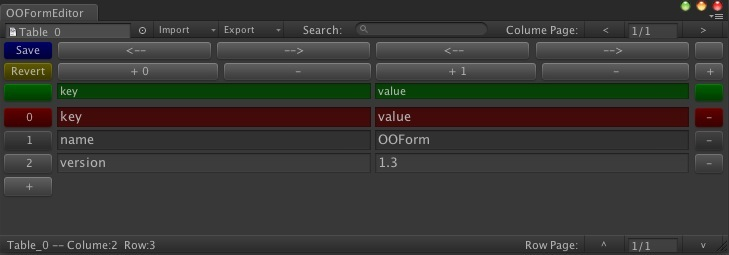 OOFormEditor
Table_0 Import Export Search: Colume Page: < 1/1 >
Save <-- --> <-- -->
Revert + 0 - + 1 - +
key value
0 key value -
1 name OOForm -
2 version 1.3 -
+
Table_0 -- Colume:2 Row:3 Row Page: ^ 1/1 v